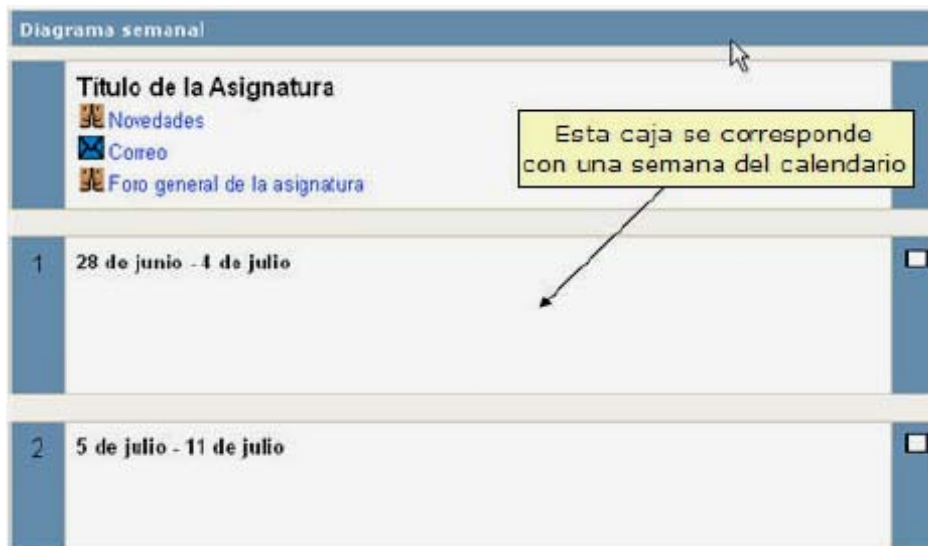 Diagrama semanal
Título de la Asignatura
Novedades
Correo
Foro general de la asignatura
Esta caja se corresponde
con una semana del calendario
1
28 de junio - 4 de julio
2
5 de julio - 11 de julio